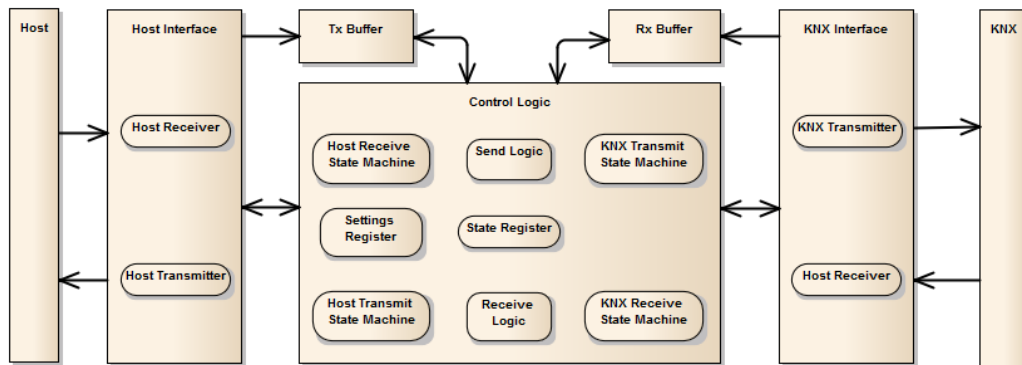 Host
Host Interface
Tx Buffer
Rx Buffer
KNX Interface
KNX
Control Logic
Host Receiver
KNX Transmitter
Host Receive
State Machine
Send Logic
KNX Transmit
State Machine
Settings
Register
State Register
Host Transmitter
Host Receiver
Host Transmit
State Machine
Receive
Logic
KNX Receive
State Machine